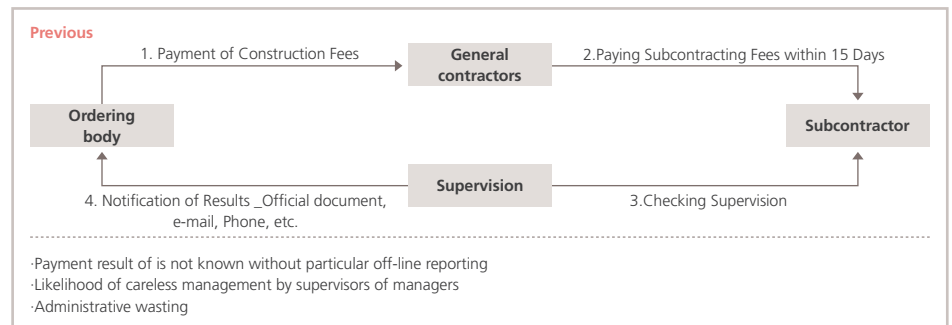 Previous
1. Payment of Construction Fees
General
contractors
2.Paying Subcontracting Fees within 15 Days
Ordering
body
Subcontractor
Supervision
4. Notification of Results _Official document,
e-mail, Phone, etc.
3.Checking Supervision
·Payment result of is not known without particular off-line reporting
·Likelihood of careless management by supervisors of managers
·Administrative wasting